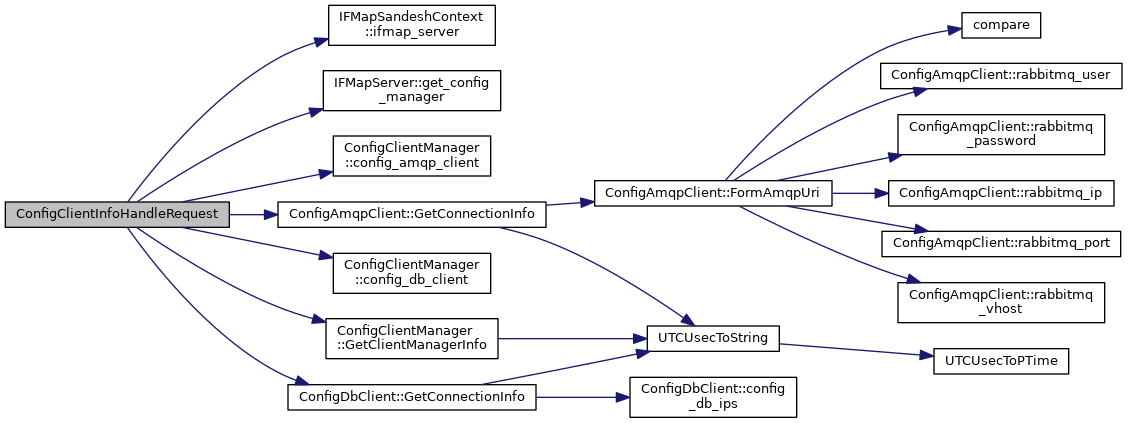 ConfigClientInfoHandleRequest
IFMapSandeshContext
::ifmap_server
IFMapServer::get_config
_manager
ConfigClientManager
::config_amqp_client
ConfigAmqpClient::GetConnectionInfo
ConfigClientManager
::config_db_client
ConfigClientManager
::GetClientManagerInfo
ConfigDbClient::GetConnectionInfo
ConfigAmqpClient::FormAmqpUri
UTCUsecToString
ConfigDbClient::config
_db_ips
compare
ConfigAmqpClient::rabbitmq_user
ConfigAmqpClient::rabbitmq
_password
ConfigAmqpClient::rabbitmq_ip
ConfigAmqpClient::rabbitmq_port
ConfigAmqpClient::rabbitmq
_vhost
UTCUsecToPTime